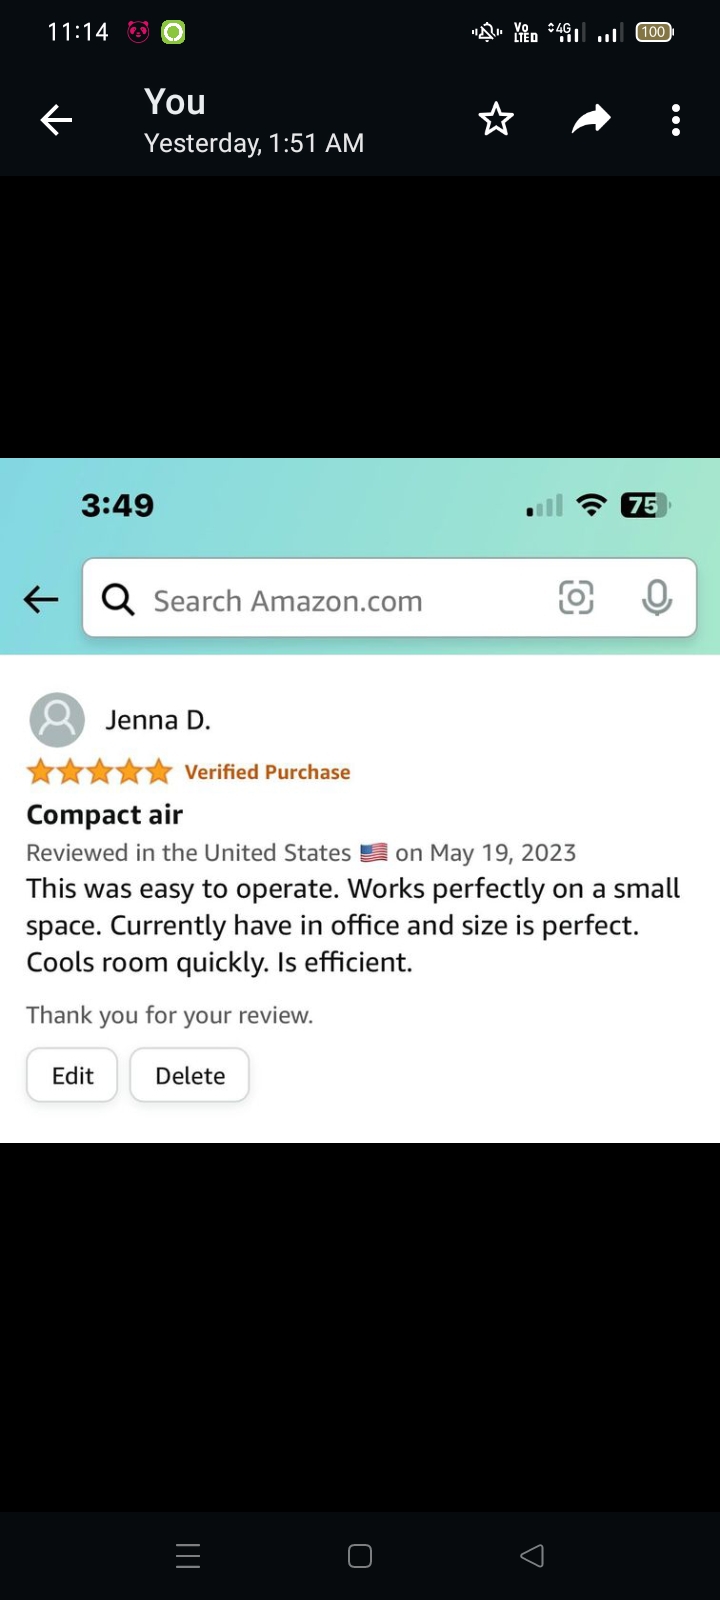 11:14 VoLTED 4G 100
You
Yesterday, 1:51 AM
3:49 75
Search Amazon.com
Jenna D.
Verified Purchase
Compact air
Reviewed in the United States 🇺🇸 on May 19, 2023
This was easy to operate. Works perfectly on a small
space. Currently have in office and size is perfect.
Cools room quickly. Is efficient.
Thank you for your review.
Edit Delete